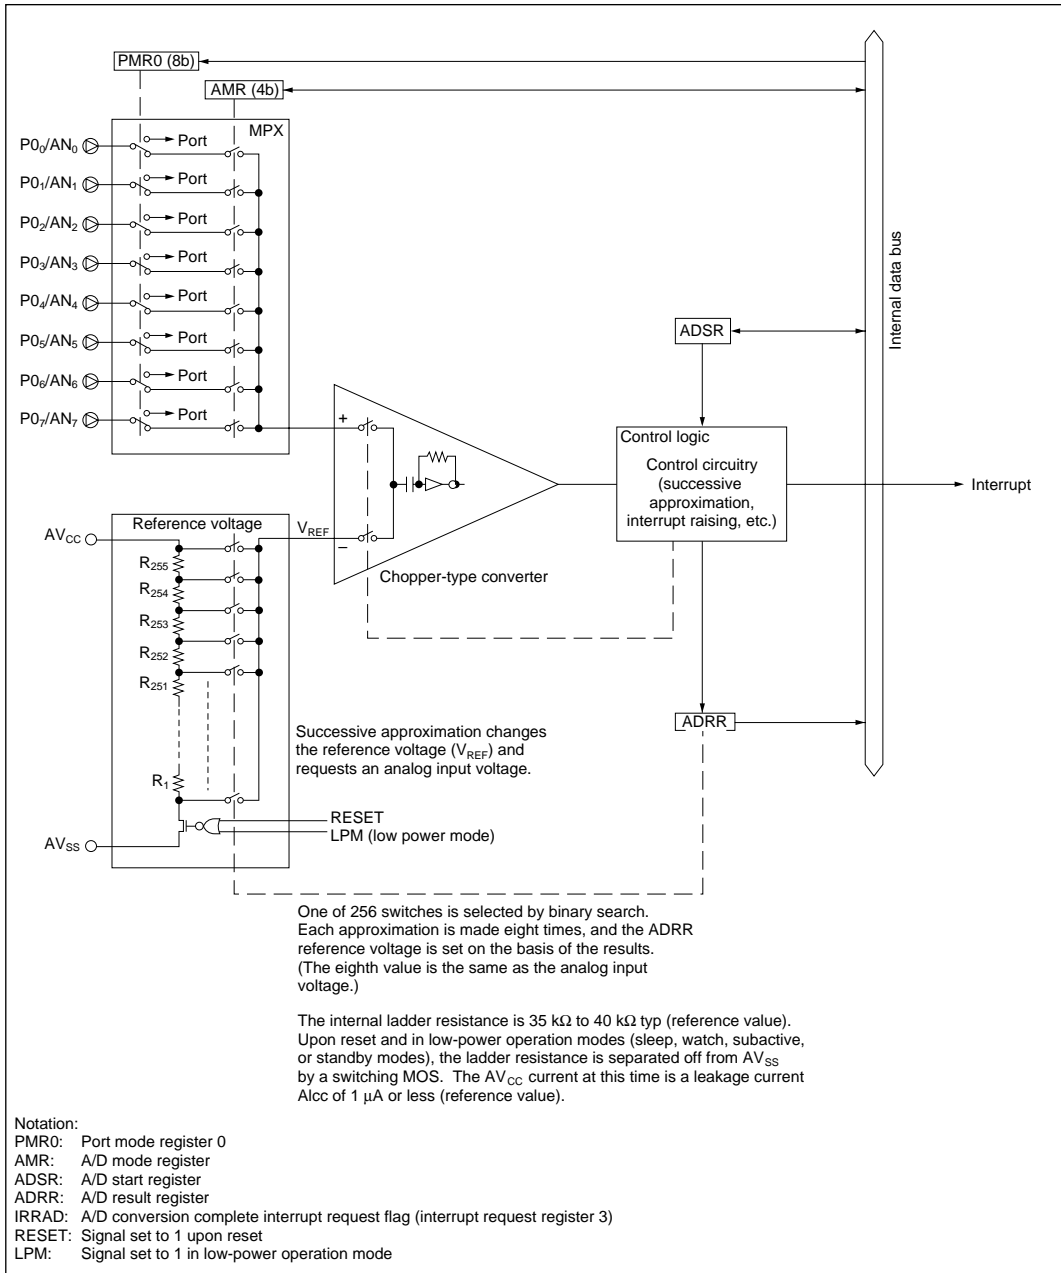 PMR0 (8b)
AMR (4b)
MPX
P0₀/AN₀
Port
P0₁/AN₁
Port
P0₂/AN₂
Port
P0₃/AN₃
Port
P0₄/AN₄
Port
P0₅/AN₅
Port
P0₆/AN₆
Port
P0₇/AN₇
Port
Internal data bus
ADSR
+
−
Control logic
Control circuitry
(successive
approximation,
interrupt raising, etc.)
Interrupt
Reference voltage
V_REF
AV_CC
Chopper-type converter
R₂₅₅
R₂₅₄
R₂₅₃
R₂₅₂
R₂₅₁
R₁
ADRR
Successive approximation changes
the reference voltage (V_REF) and
requests an analog input voltage.
RESET
LPM (low power mode)
AV_SS
One of 256 switches is selected by binary search.
Each approximation is made eight times, and the ADRR
reference voltage is set on the basis of the results.
(The eighth value is the same as the analog input
voltage.)
The internal ladder resistance is 35 kΩ to 40 kΩ typ (reference value).
Upon reset and in low-power operation modes (sleep, watch, subactive,
or standby modes), the ladder resistance is separated off from AV_SS
by a switching MOS. The AV_CC current at this time is a leakage current
Alcc of 1 μA or less (reference value).
Notation:
PMR0: Port mode register 0
AMR: A/D mode register
ADSR: A/D start register
ADRR: A/D result register
IRRAD: A/D conversion complete interrupt request flag (interrupt request register 3)
RESET: Signal set to 1 upon reset
LPM: Signal set to 1 in low-power operation mode